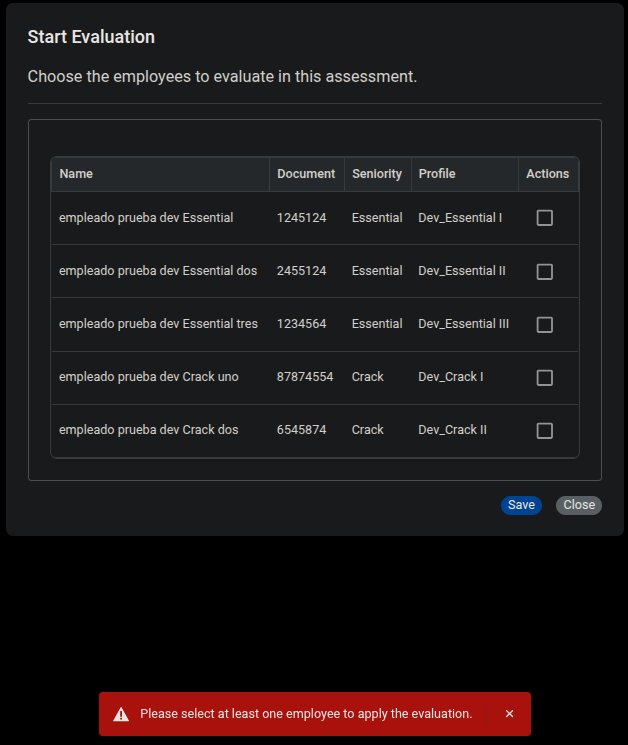 Start Evaluation
Choose the employees to evaluate in this assessment.
Name Document Seniority Profile Actions
empleado prueba dev Essential 1245124 Essential Dev_Essential I
empleado prueba dev Essential dos 2455124 Essential Dev_Essential II
empleado prueba dev Essential tres 1234564 Essential Dev_Essential III
empleado prueba dev Crack uno 87874554 Crack Dev_Crack I
empleado prueba dev Crack dos 6545874 Crack Dev_Crack II
Save Close
Please select at least one employee to apply the evaluation.